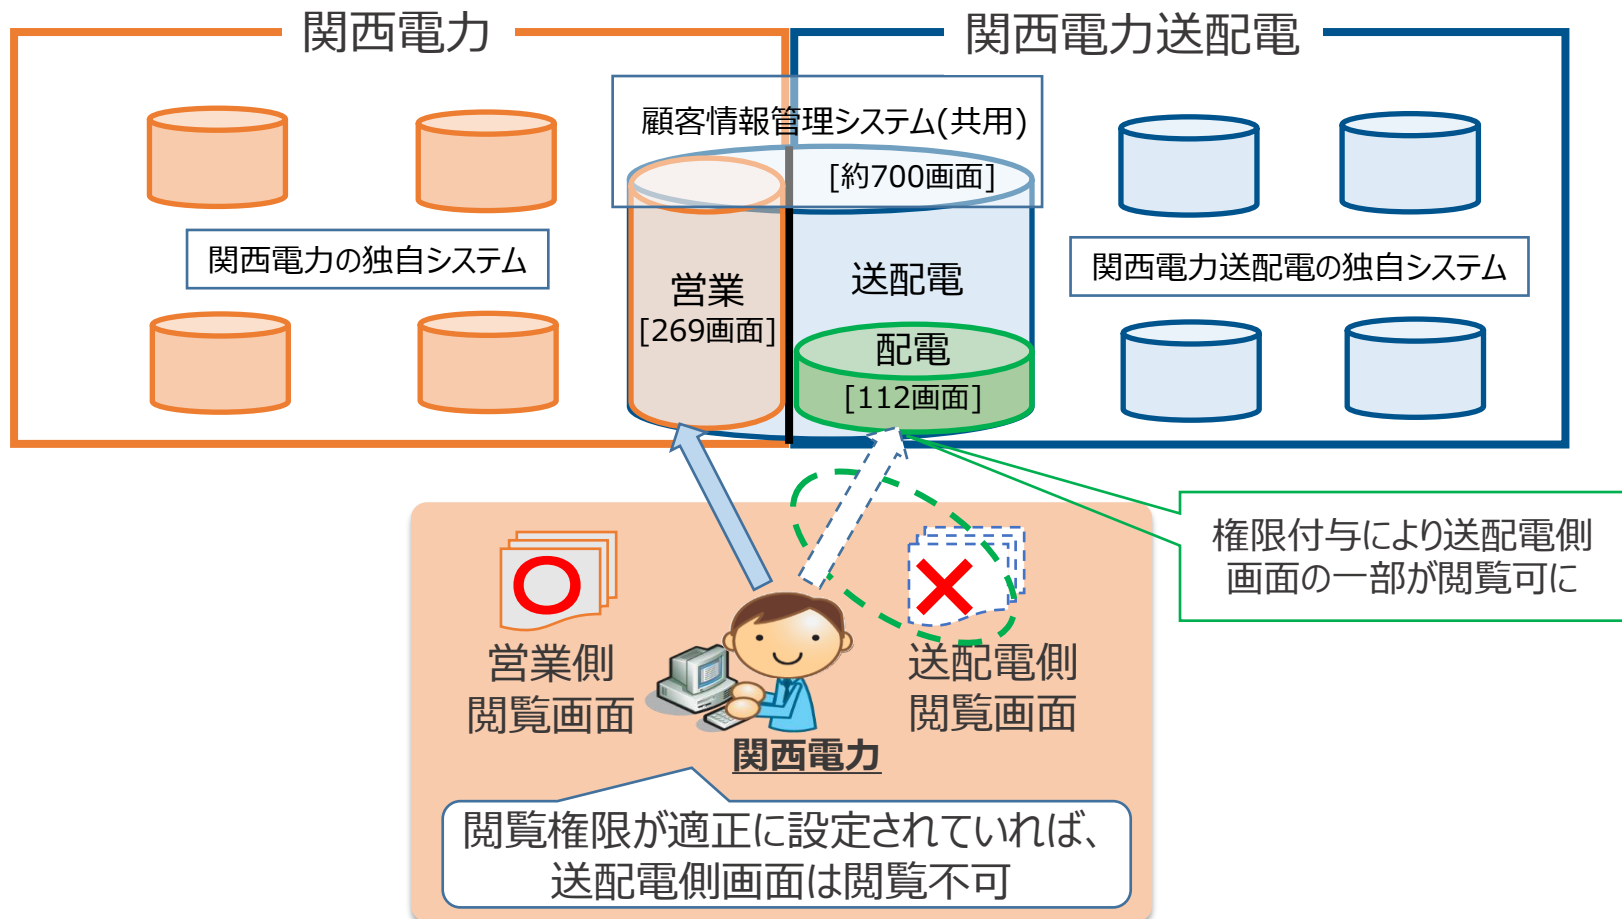 関西電力
関西電力送配電
顧客情報管理システム(共用)
[約700画面]
関西電力の独自システム
営業
[269画面]
送配電
配電
[112画面]
関西電力送配電の独自システム
権限付与により送配電側
画面の一部が閲覧可に
営業側
閲覧画面
送配電側
閲覧画面
関西電力
閲覧権限が適正に設定されていれば、
送配電側画面は閲覧不可